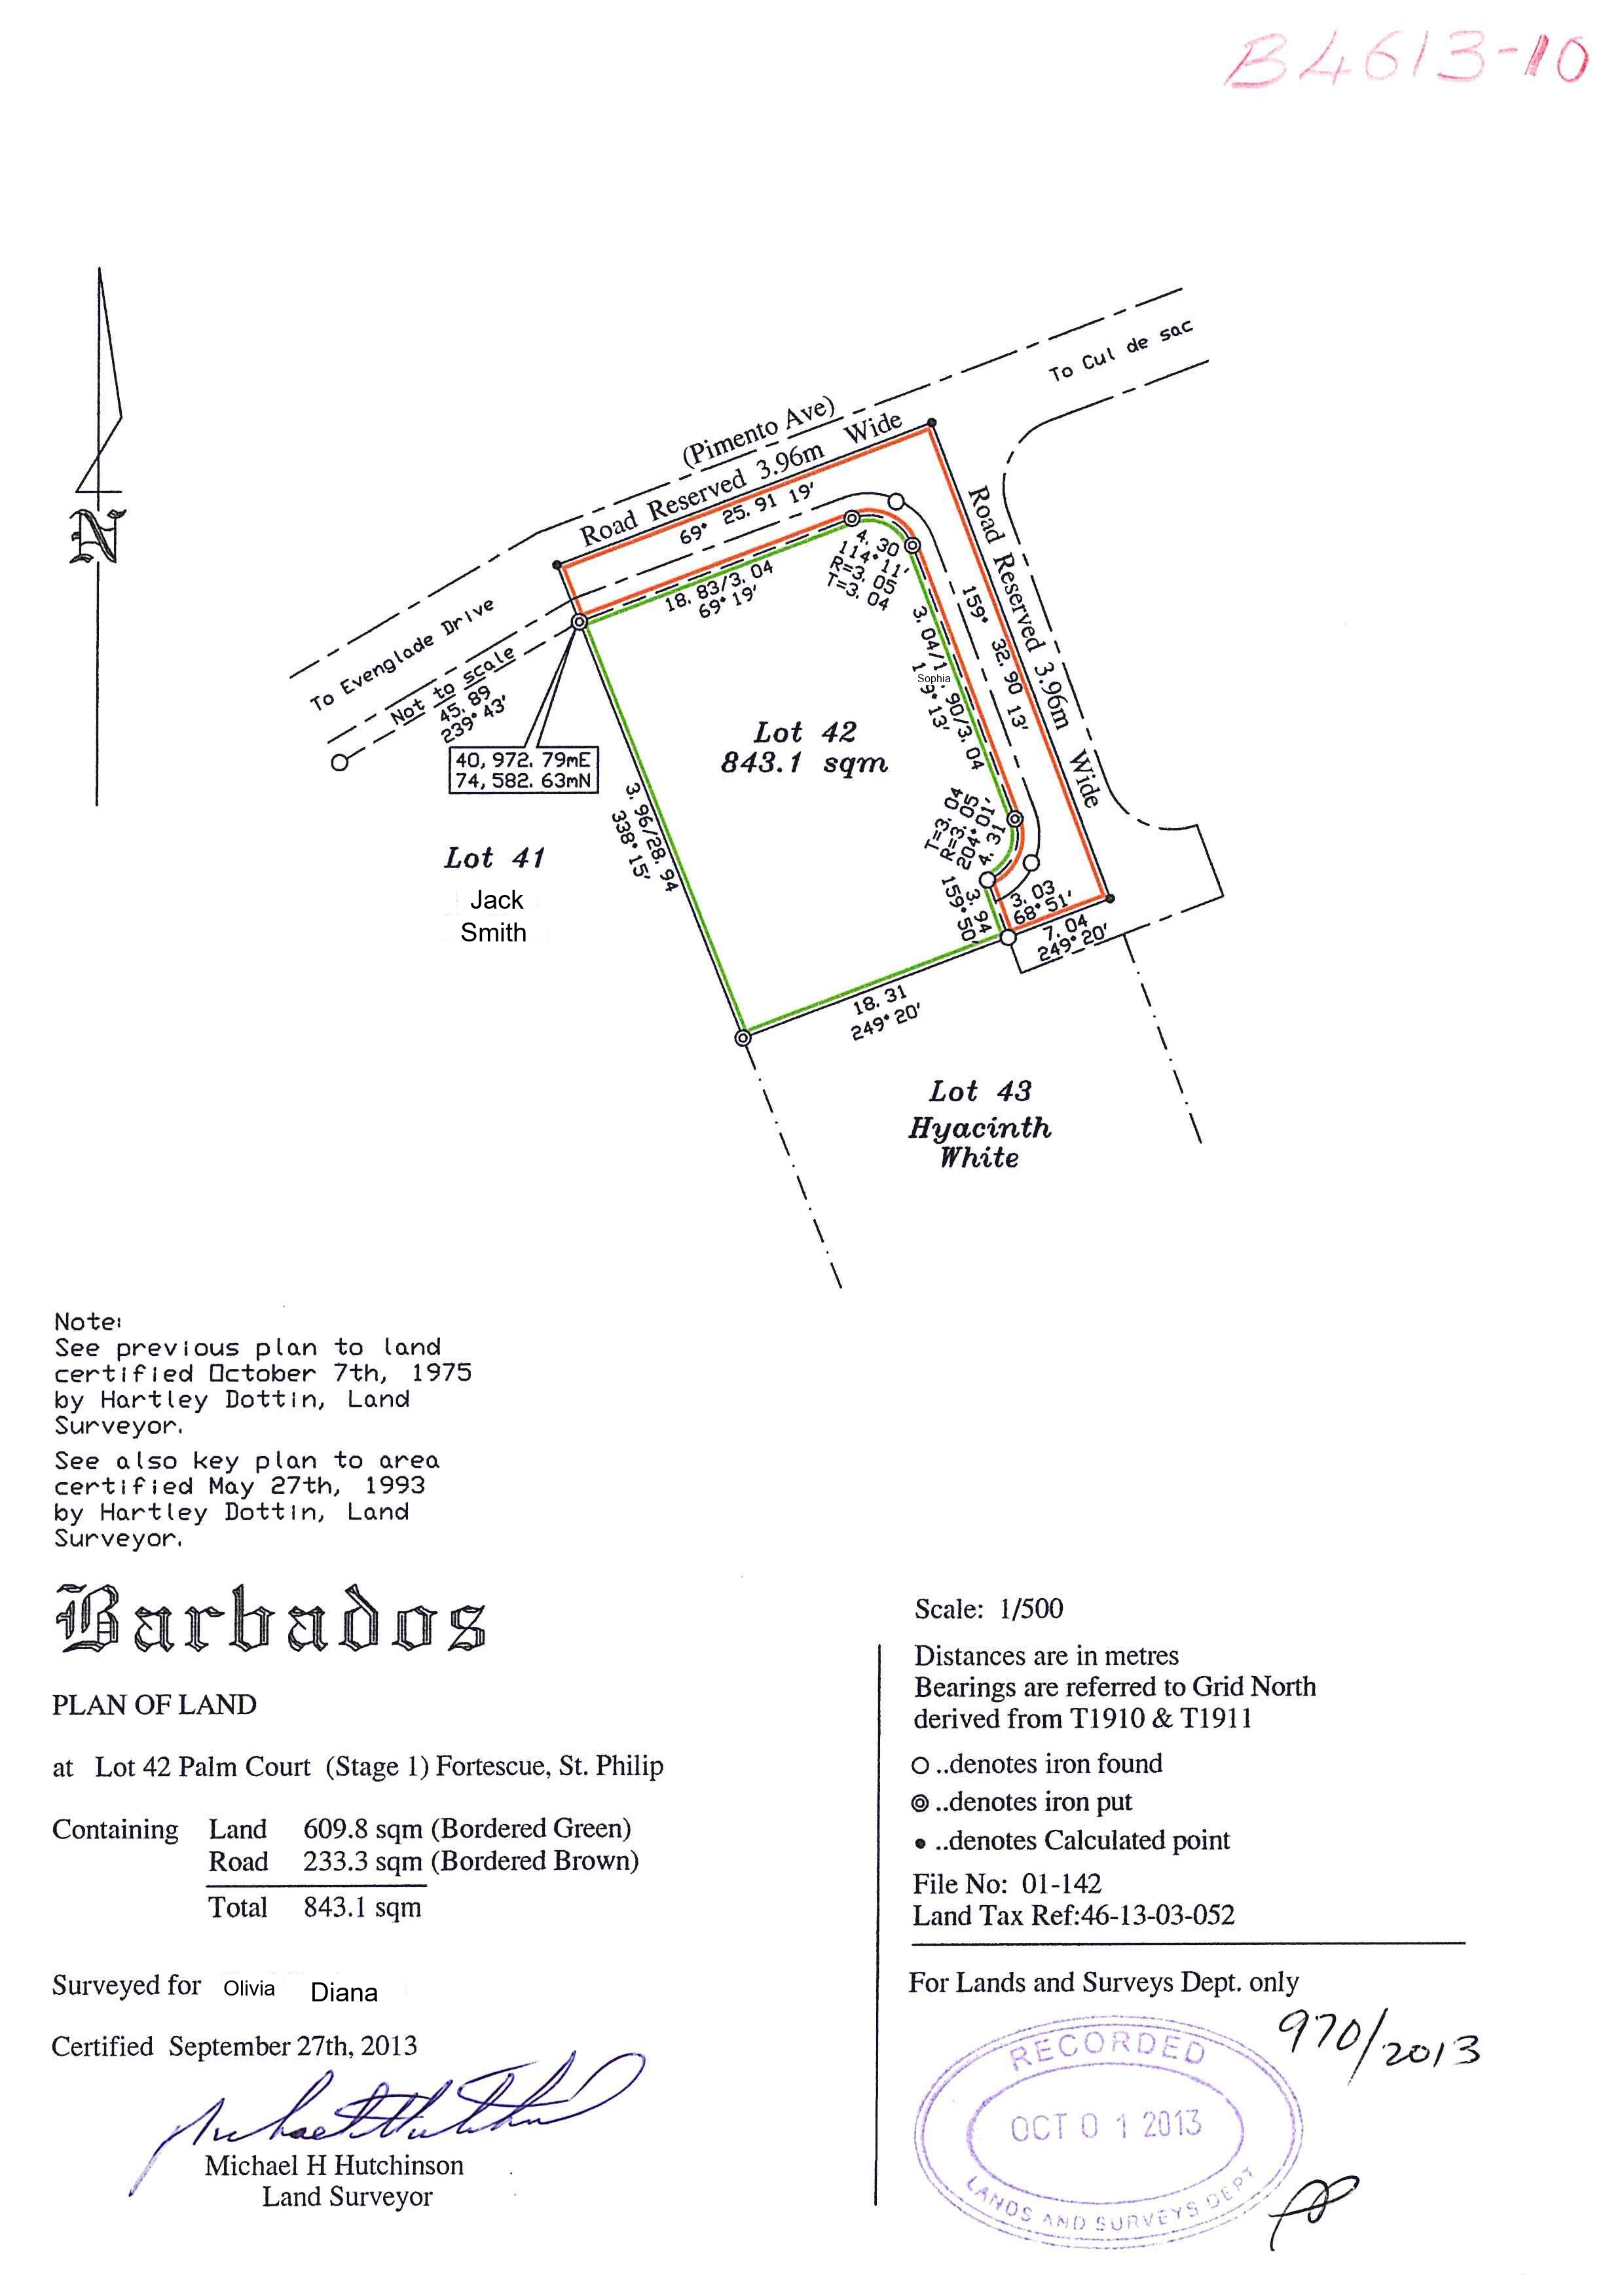 B4613-10
To Cul de sac
(Pimento Ave)
Road Reserved 3.96m Wide
69° 25.91 19'
Road Reserved 3.96m Wide
159° 32.90 13'
4.30
114°11'
R=3.05
T=3.04
18.83/3.04
69°19'
To Evenglade Drive
Not to scale
45.89
239°43'
40,972.79mE
74,582.63mN
3.04/1 .90/3.04
1 9°13'
Sophia
Lot 42
843.1 sqm
3.96/28.94
338°15'
T=3.04
R=3.05
204°01'
4.31
Lot 41
Jack
Smith
3.94
159°50'
3.03
68°51'
7.04
249°20'
18.31
249°20'
Lot 43
Hyacinth
White
N
Note:
See previous plan to land
certified October 7th, 1975
by Hartley Dottin, Land
Surveyor.
See also key plan to area
certified May 27th, 1993
by Hartley Dottin, Land
Surveyor.
Barbados
PLAN OF LAND
at Lot 42 Palm Court (Stage 1) Fortescue, St. Philip
Containing Land 609.8 sqm (Bordered Green)
Road 233.3 sqm (Bordered Brown)
Total 843.1 sqm
Surveyed for Olivia Diana
Certified September 27th, 2013
Michael H Hutchinson
Land Surveyor
Scale: 1/500
Distances are in metres
Bearings are referred to Grid North
derived from T1910 & T1911
..denotes iron found
..denotes iron put
..denotes Calculated point
File No: 01-142
Land Tax Ref:46-13-03-052
For Lands and Surveys Dept. only
970/2013
RECORDED
OCT 01 2013
LANDS AND SURVEYS DEPT